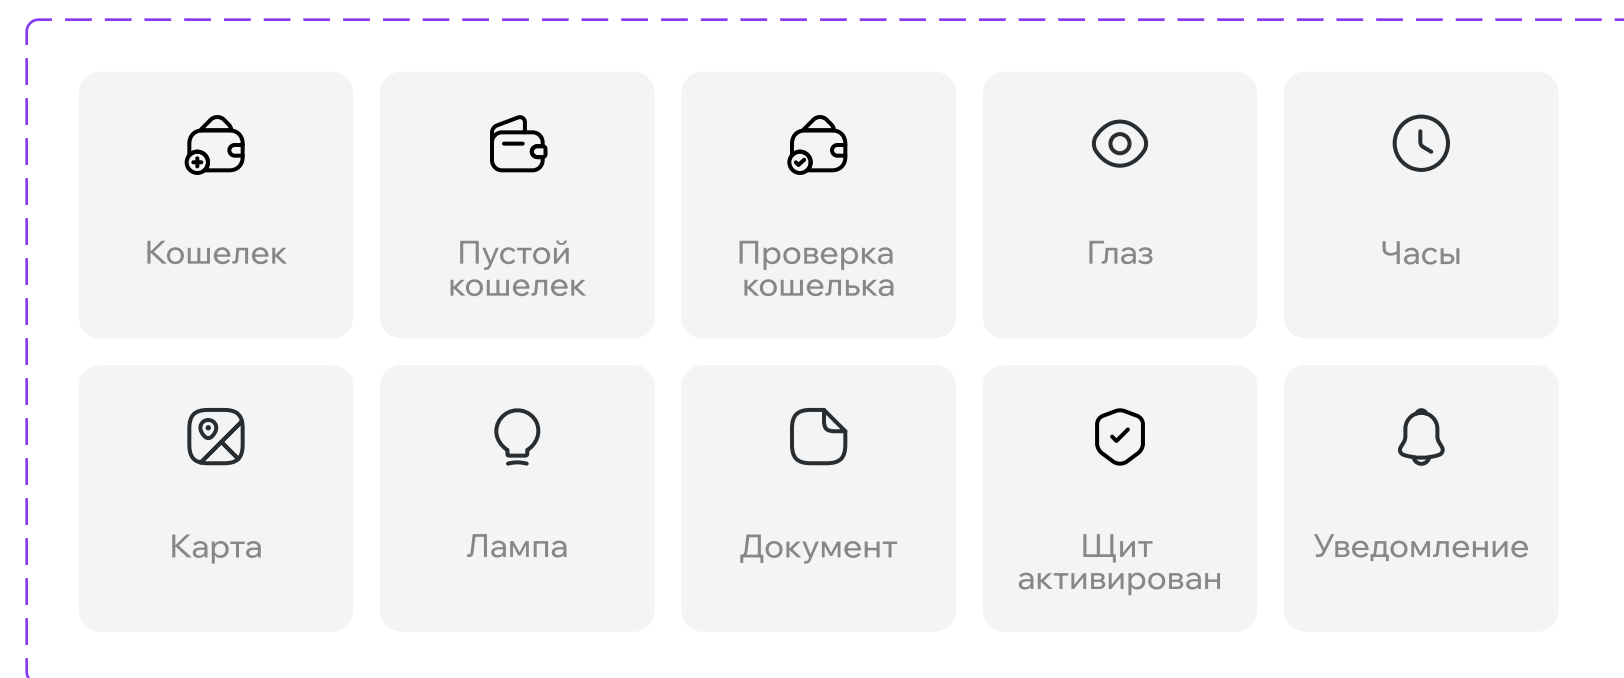 Кошелек
Пустой
кошелек
Проверка
кошелька
Глаз
Часы
Карта
Лампа
Документ
Щит
активирован
Уведомление